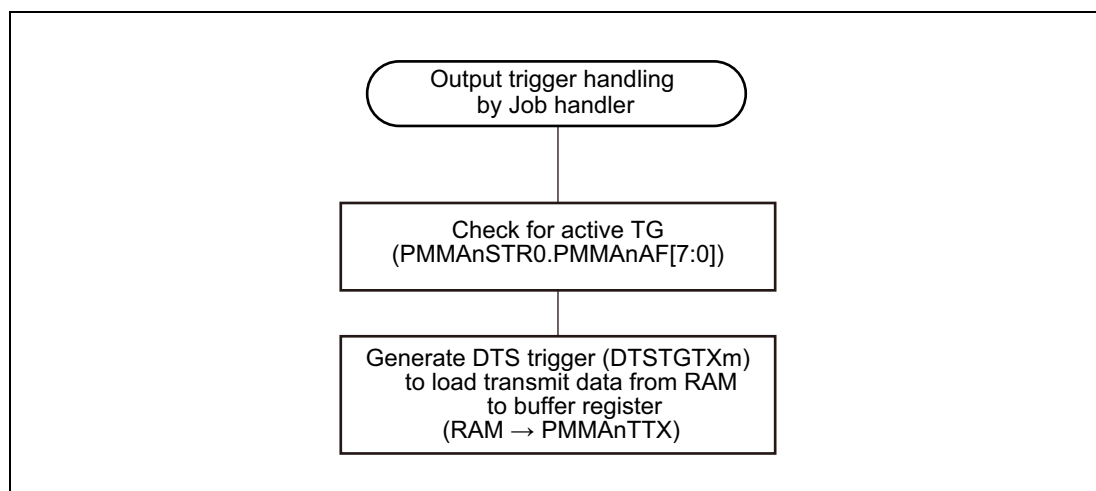 Output trigger handling
by Job handler
Check for active TG
(PMMAnSTR0.PMMAnAF[7:0])
Generate DTS trigger (DTSTGTXm)
to load transmit data from RAM
to buffer register
(RAM → PMMAnTTX)